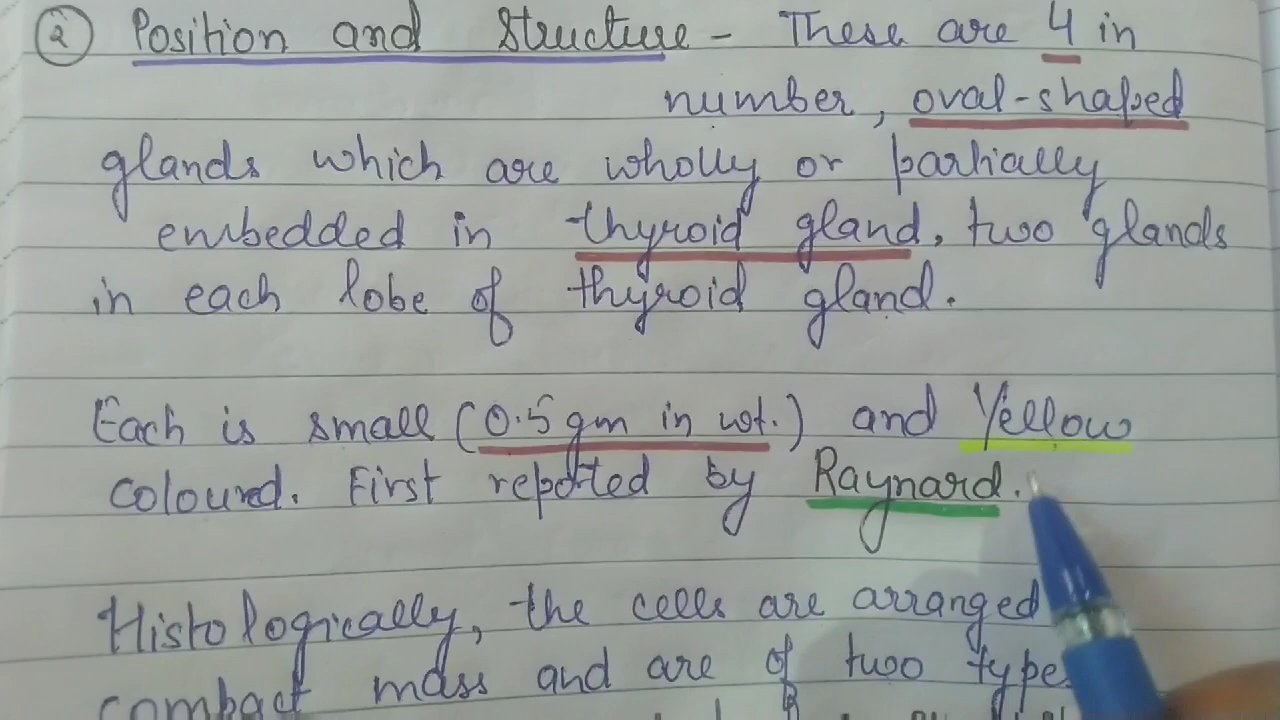 ② Position and Structure - These are 4 in
number, oval-shaped
glands which are wholly or partially
embedded in thyroid gland, two glands
in each lobe of thyroid gland.
Each is small (0.5 gm in wt.) and Yellow
coloured. First reported by Raynard.
Histologically, the cells are arranged
compact mass and are of two type